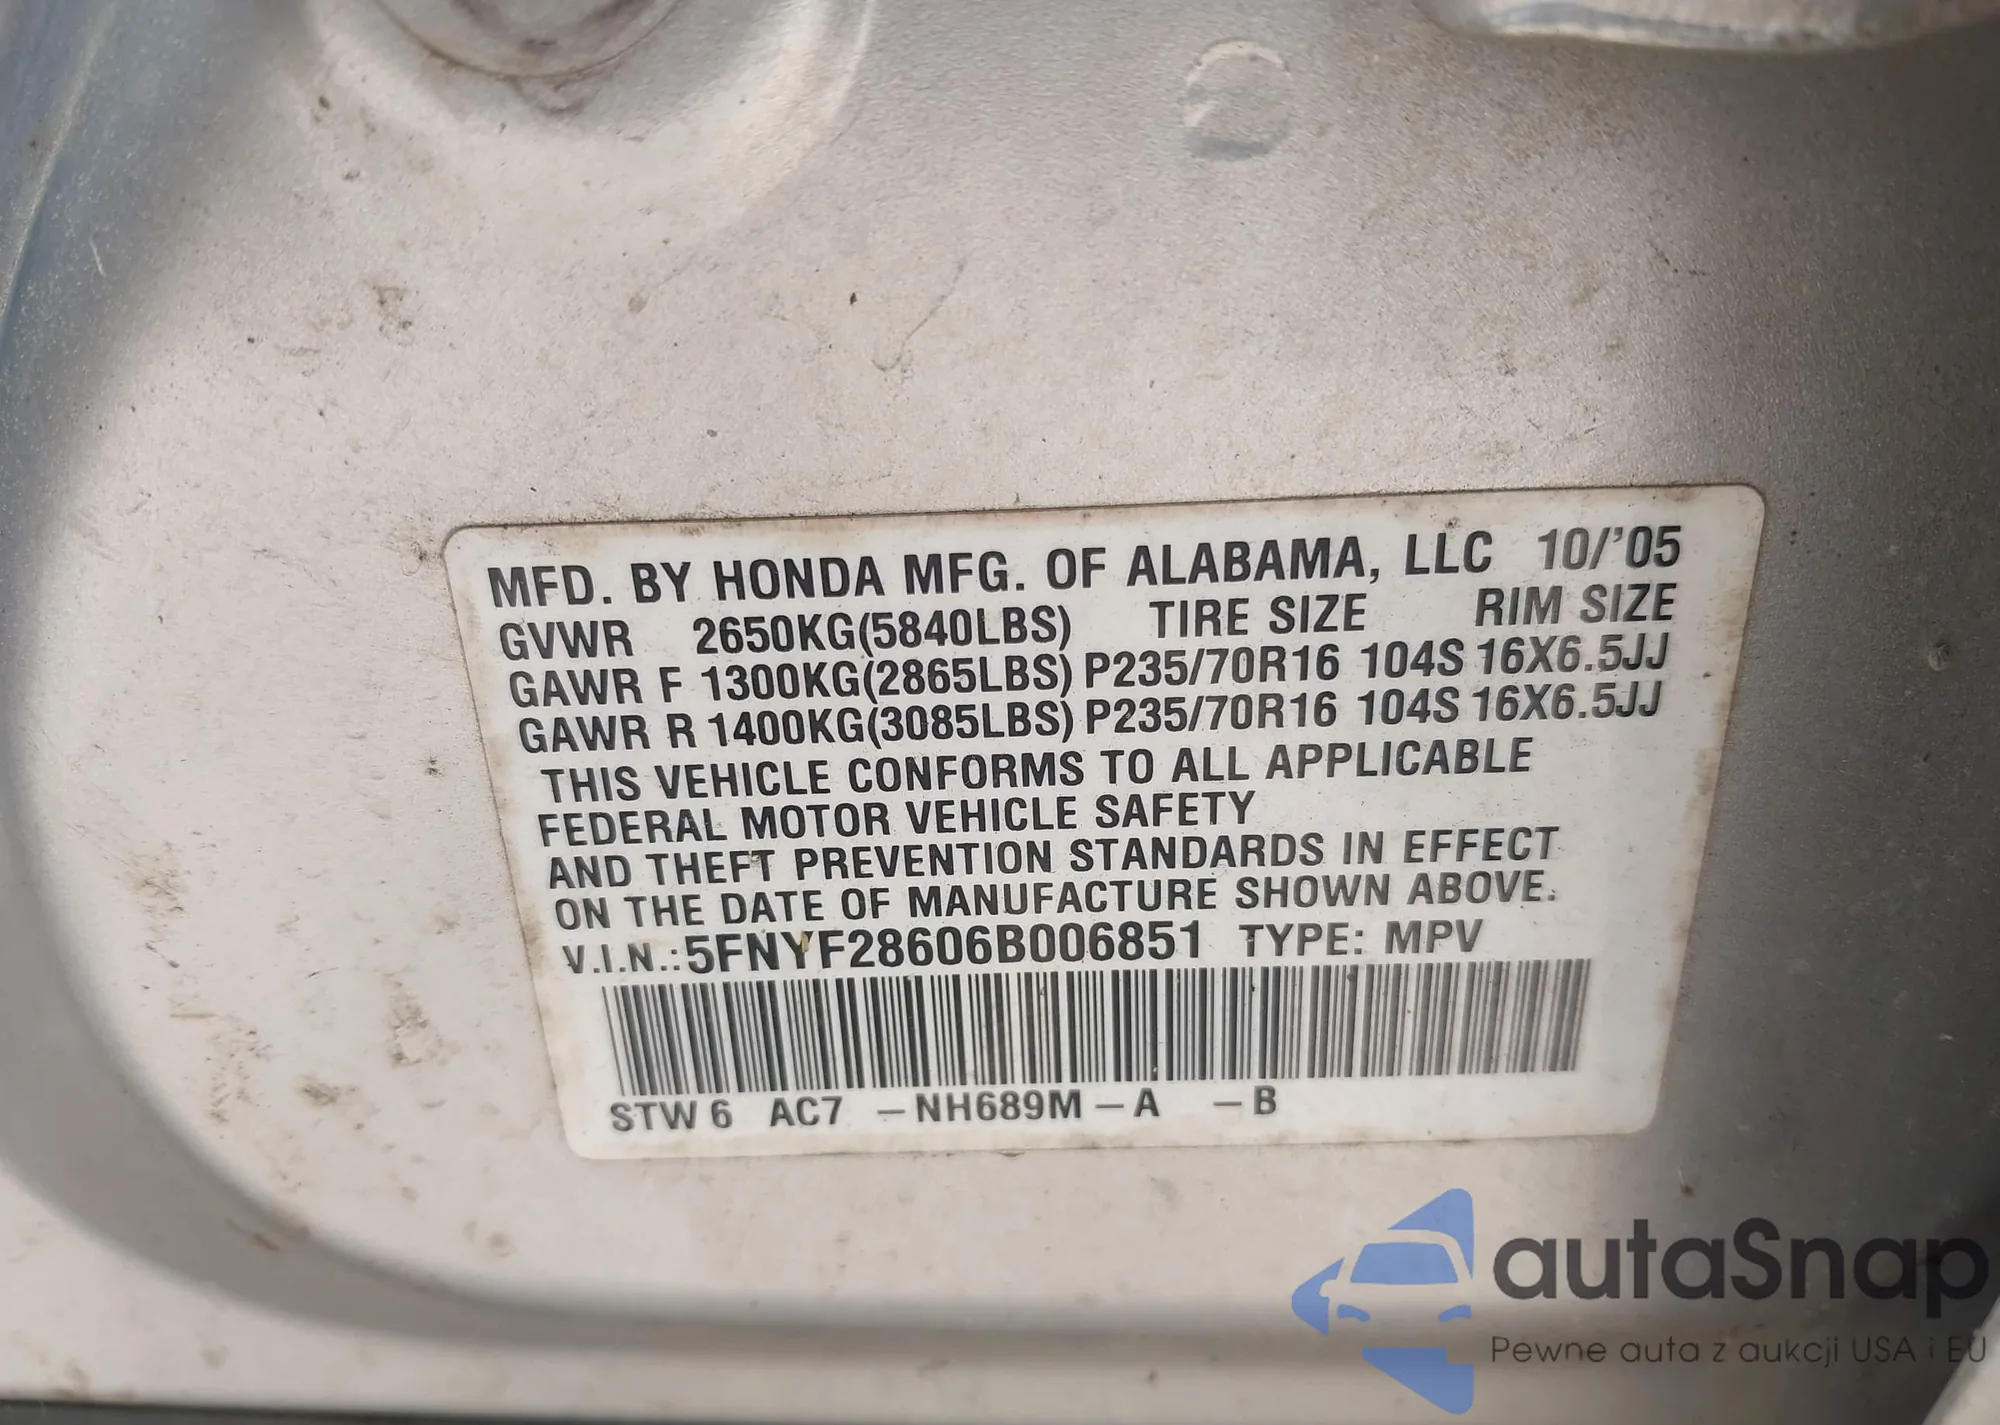 MFD. BY HONDA MFG. OF ALABAMA, LLC 10/'05
GVWR 2650KG(5840LBS) TIRE SIZE RIM SIZE
GAWR F 1300KG(2865LBS) P235/70R16 104S 16X6.5JJ
GAWR R 1400KG(3085LBS) P235/70R16 104S 16X6.5JJ
THIS VEHICLE CONFORMS TO ALL APPLICABLE
FEDERAL MOTOR VEHICLE SAFETY
AND THEFT PREVENTION STANDARDS IN EFFECT
ON THE DATE OF MANUFACTURE SHOWN ABOVE.
V.I.N.:5FNYF28606B006851 TYPE: MPV
STW 6 AC7 –NH689M –A –B
autaSnap
Pewne auta z aukcji USA i EU